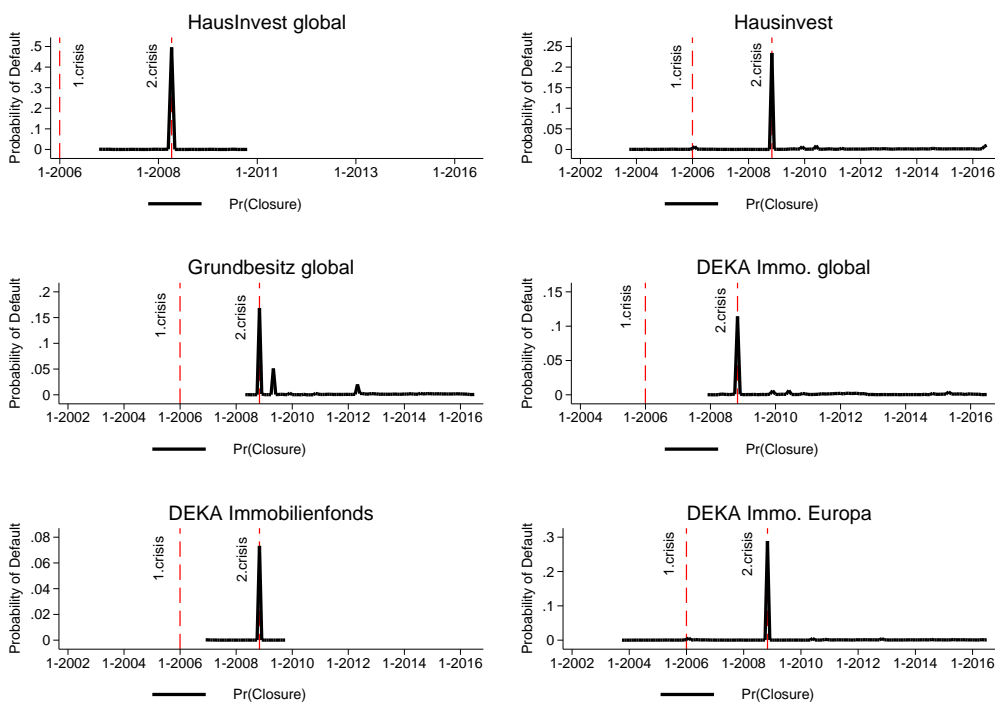 HausInvest global
Probability of Default
.5
.4
.3
.2
.1
0
1.crisis
2.crisis
1-2006
1-2008
1-2011
1-2013
1-2016
Pr(Closure)
Hausinvest
Probability of Default
.25
.2
.15
.1
.05
0
1.crisis
2.crisis
1-2002
1-2004
1-2006
1-2008
1-2010
1-2012
1-2014
1-2016
Pr(Closure)
Grundbesitz global
Probability of Default
.2
.15
.1
.05
0
1.crisis
2.crisis
1-2002
1-2004
1-2006
1-2008
1-2010
1-2012
1-2014
1-2016
Pr(Closure)
DEKA Immo. global
Probability of Default
.15
.1
.05
0
1.crisis
2.crisis
1-2004
1-2006
1-2008
1-2010
1-2012
1-2014
1-2016
Pr(Closure)
DEKA Immobilienfonds
Probability of Default
.08
.06
.04
.02
0
1.crisis
2.crisis
1-2002
1-2004
1-2006
1-2008
1-2010
1-2012
1-2014
1-2016
Pr(Closure)
DEKA Immo. Europa
Probability of Default
.3
.2
.1
0
1.crisis
2.crisis
1-2002
1-2004
1-2006
1-2008
1-2010
1-2012
1-2014
1-2016
Pr(Closure)